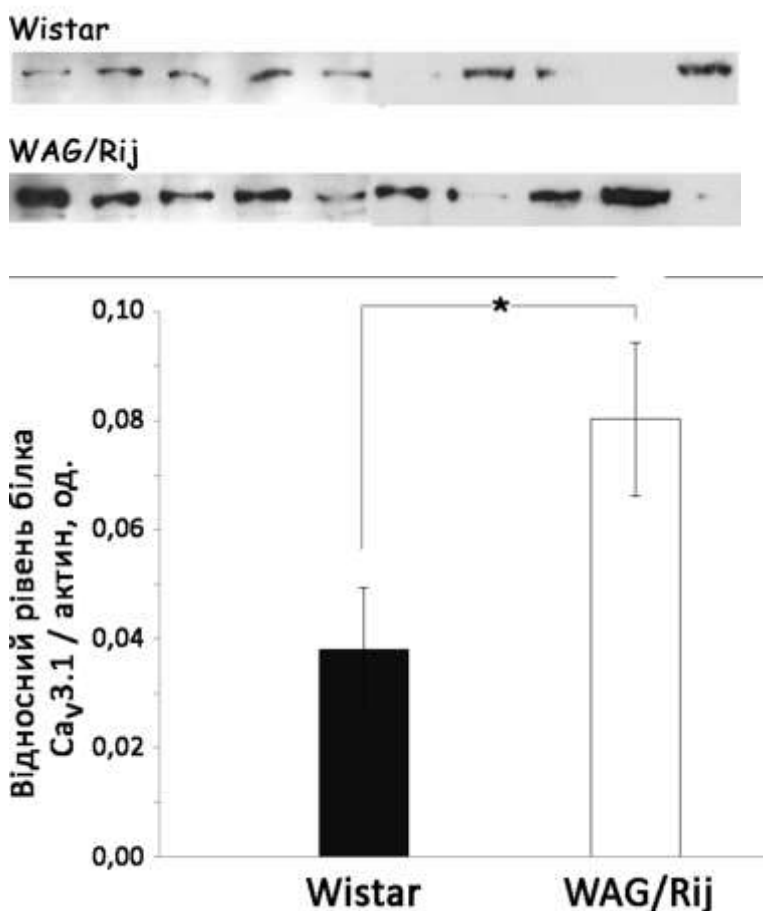 Wistar
WAG/Rij
*
0,10
0,08
0,06
0,04
0,02
0,00
Відносний рівень білка
Cav3.1 / актин, од.
Wistar
WAG/Rij